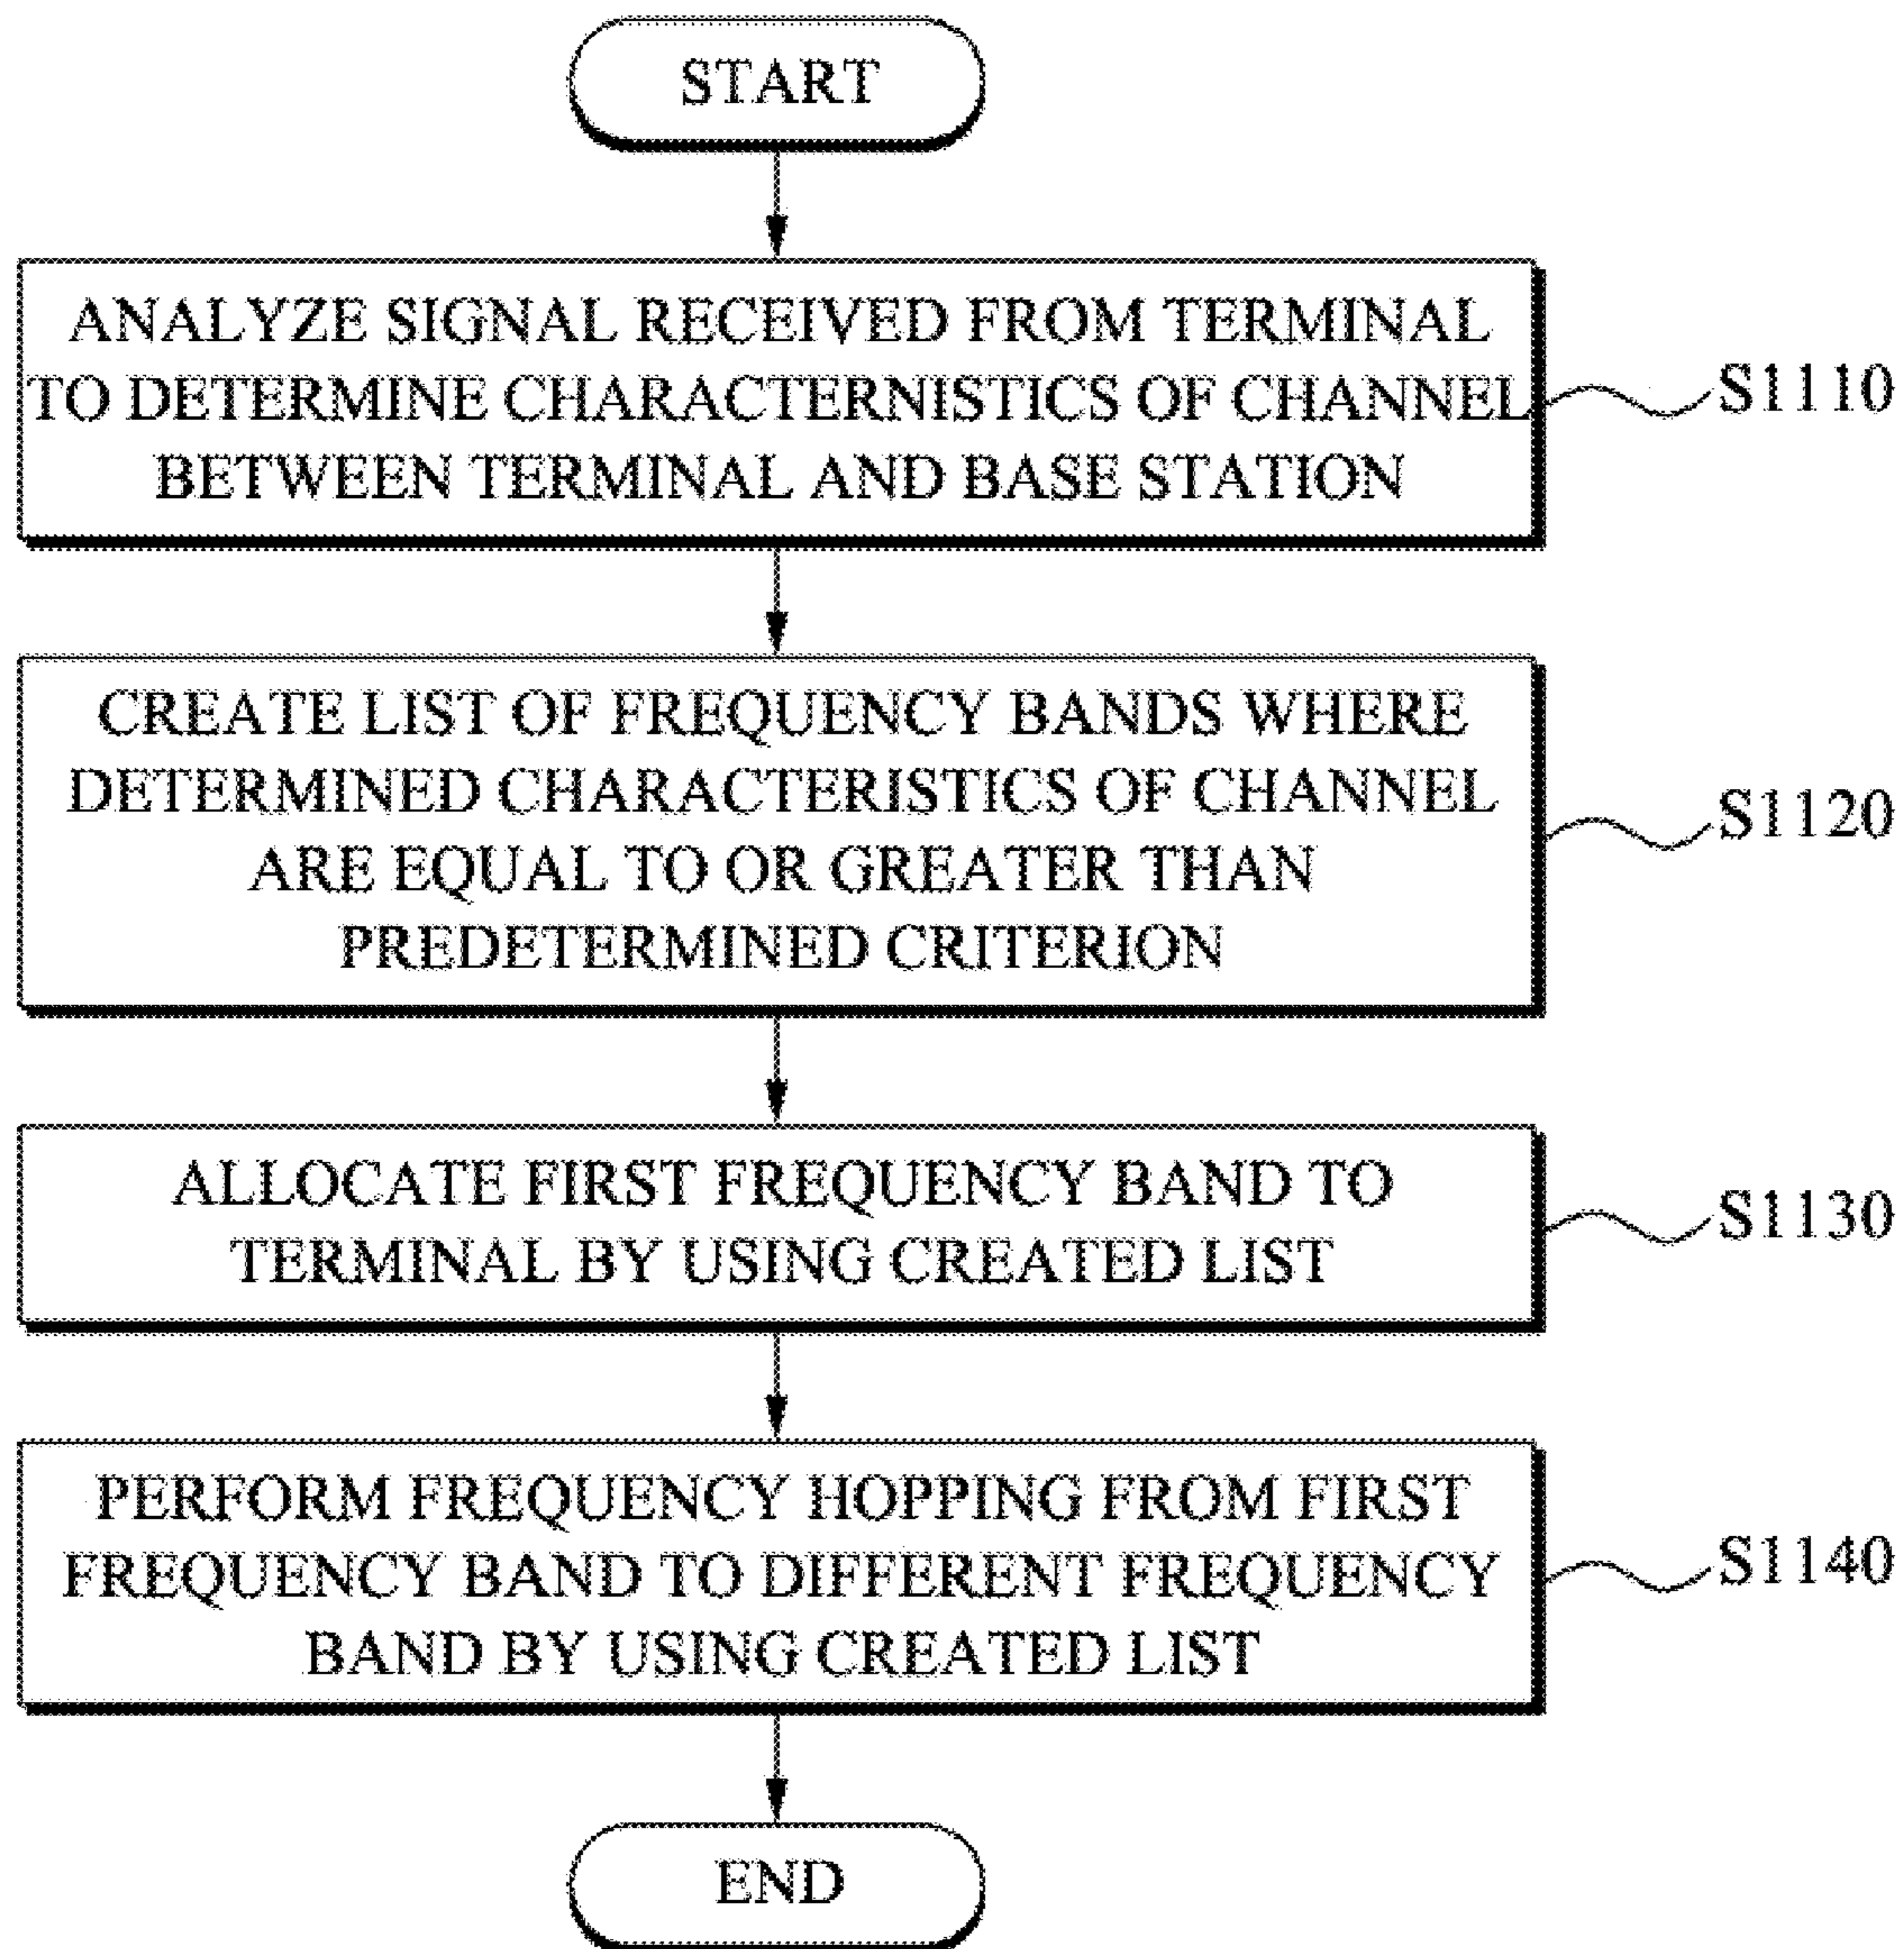 START
ANALYZE SIGNAL RECEIVED FROM TERMINAL
TO DETERMINE CHARACTERNISTICS OF CHANNEL
BETWEEN TERMINAL AND BASE STATION
S1110
CREATE LIST OF FREQUENCY BANDS WHERE
DETERMINED CHARACTERISTICS OF CHANNEL
ARE EQUAL TO OR GREATER THAN
PREDETERMINED CRITERION
S1120
ALLOCATE FIRST FREQUENCY BAND TO
TERMINAL BY USING CREATED LIST
S1130
PERFORM FREQUENCY HOPPING FROM FIRST
FREQUENCY BAND TO DIFFERENT FREQUENCY
BAND BY USING CREATED LIST
S1140
END